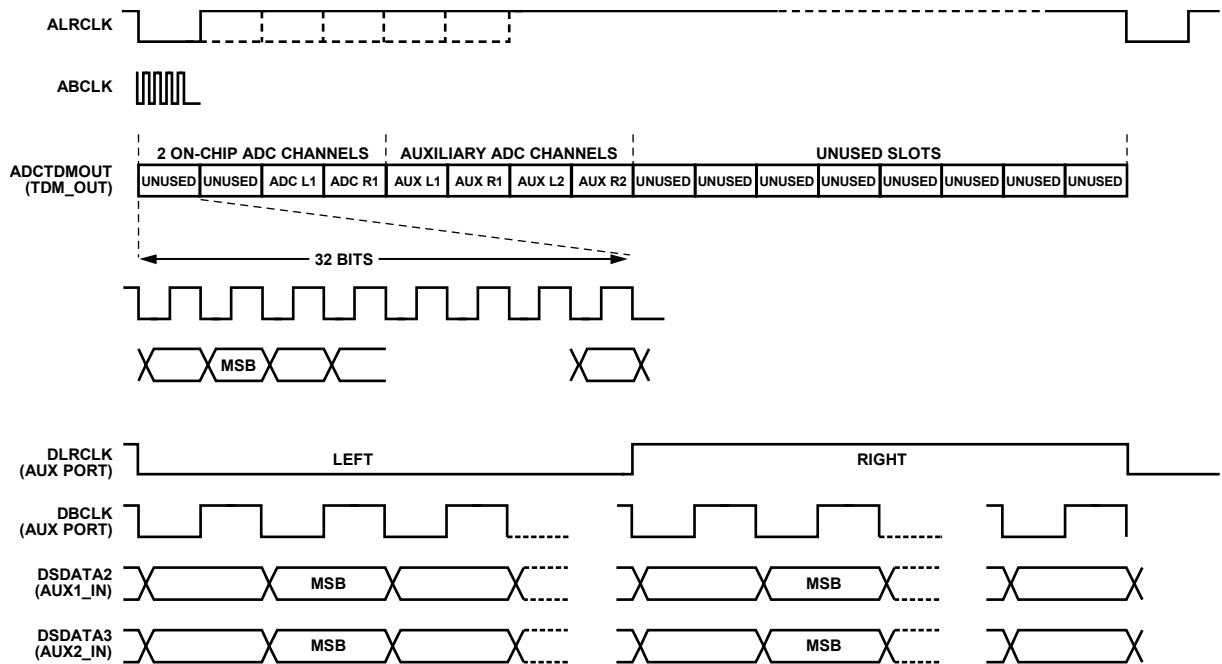 ALRCLK
ABCLK
2 ON-CHIP ADC CHANNELS AUXILIARY ADC CHANNELS UNUSED SLOTS
ADCTDMOUT
(TDM_OUT)
UNUSED UNUSED ADC L1 ADC R1 AUX L1 AUX R1 AUX L2 AUX R2 UNUSED UNUSED UNUSED UNUSED UNUSED UNUSED UNUSED UNUSED
32 BITS
MSB
DLRCLK
(AUX PORT)
LEFT RIGHT
DBCLK
(AUX PORT)
DSDATA2
(AUX1_IN)
MSB MSB
DSDATA3
(AUX2_IN)
MSB MSB